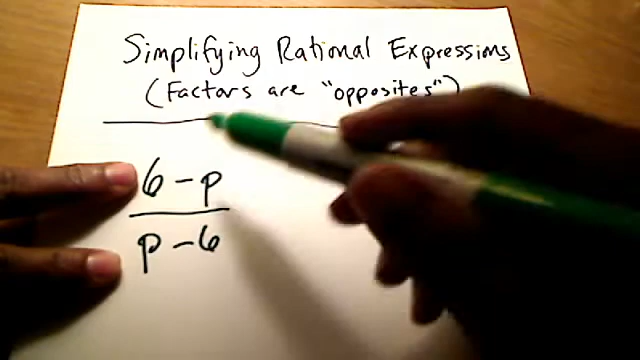 Simplifying Rational Expressions
(Factors are "opposites")
6 - p
p - 6